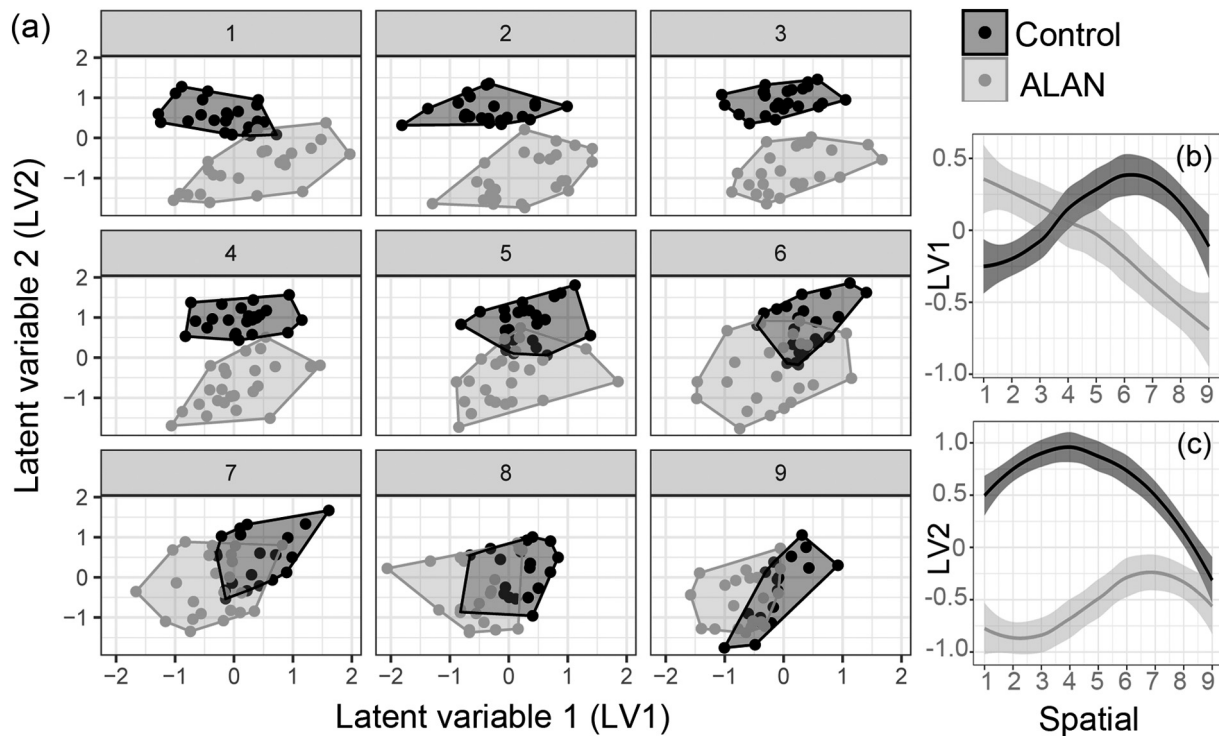 (a)
1 2 3
2
1
0
−1
4 5 6
2
1
0
−1
7 8 9
2
1
0
−1
−2 −1 0 1 2 −2 −1 0 1 2 −2 −1 0 1 2
Latent variable 2 (LV2)
Latent variable 1 (LV1)
Control
ALAN
(b)
0.5
0
-0.5
-1.0
LV1
1 2 3 4 5 6 7 8 9
(c)
1.0
0.5
0
-0.5
-1.0
LV2
1 2 3 4 5 6 7 8 9
Spatial